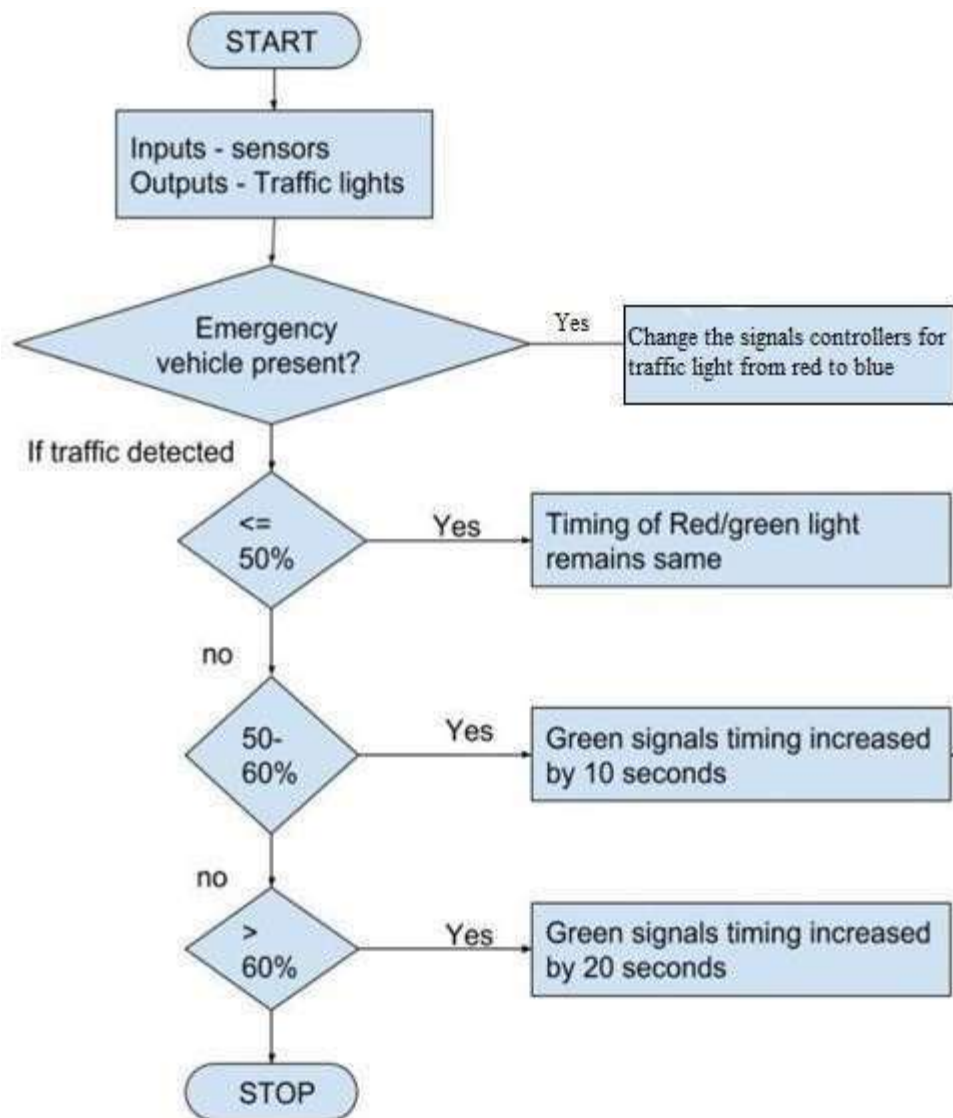 START
Inputs - sensors
Outputs - Traffic lights
Emergency
vehicle present?
Yes
Change the signals controllers for
traffic light from red to blue
If traffic detected
<=
50%
Yes
Timing of Red/green light
remains same
no
50-
60%
Yes
Green signals timing increased
by 10 seconds
no
>
60%
Yes
Green signals timing increased
by 20 seconds
STOP